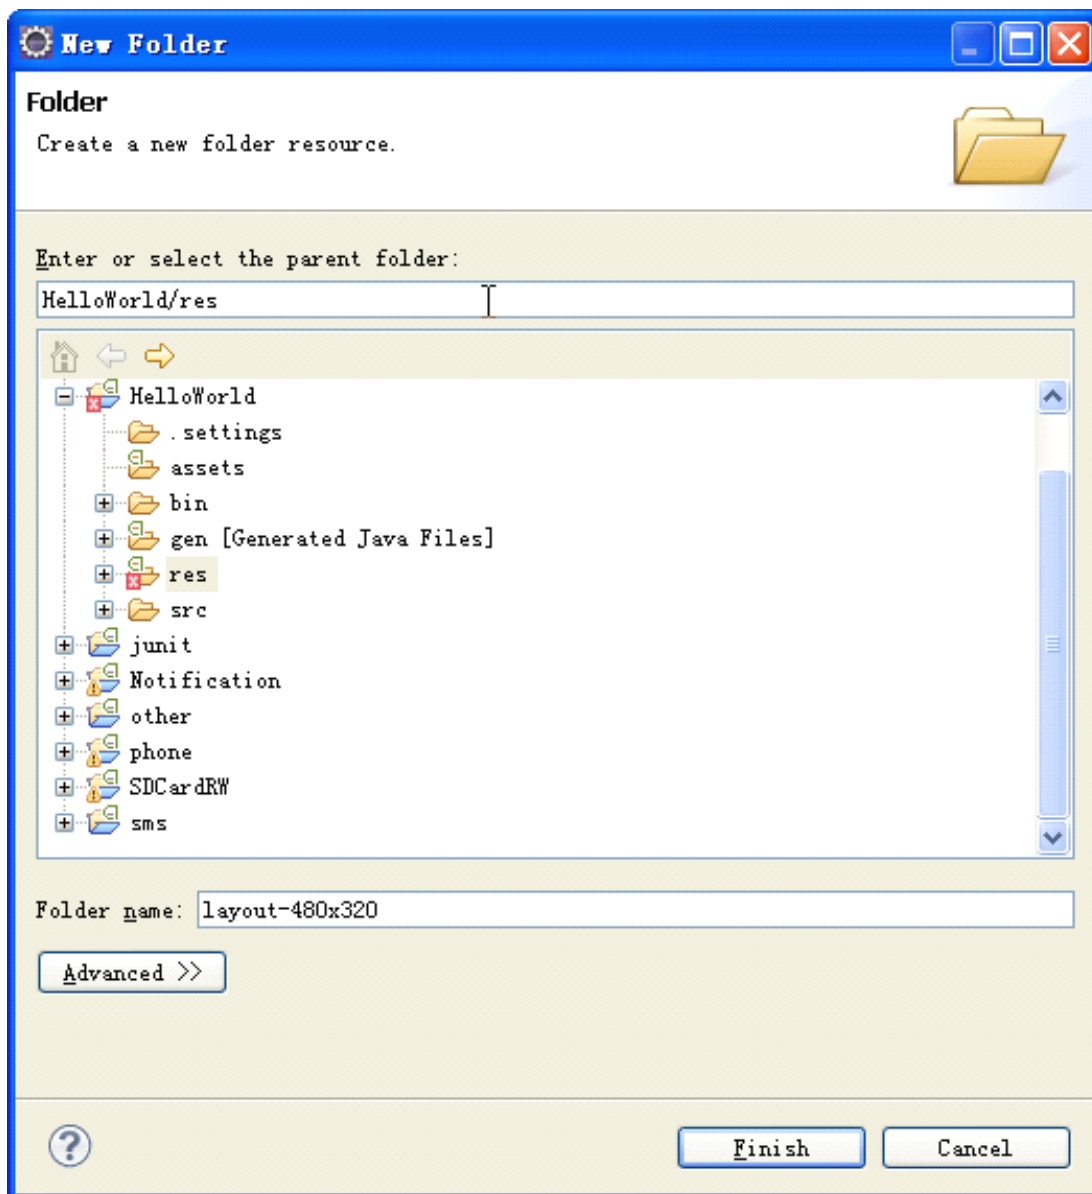 New Folder
Folder
Create a new folder resource.
Enter or select the parent folder:
HelloWorld/res
HelloWorld
.settings
assets
bin
gen [Generated Java Files]
res
src
junit
Notification
other
phone
SDCardRW
sms
Folder name: layout-480x320
Advanced >>
Finish Cancel